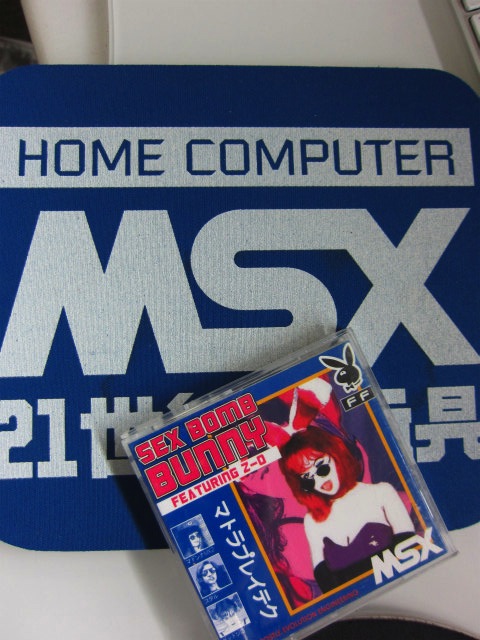 HOME COMPUTER
MSX
21世
SEX BOMB
BUNNY
FEATURING Z-O
マトラプレイテク
FF
MSX